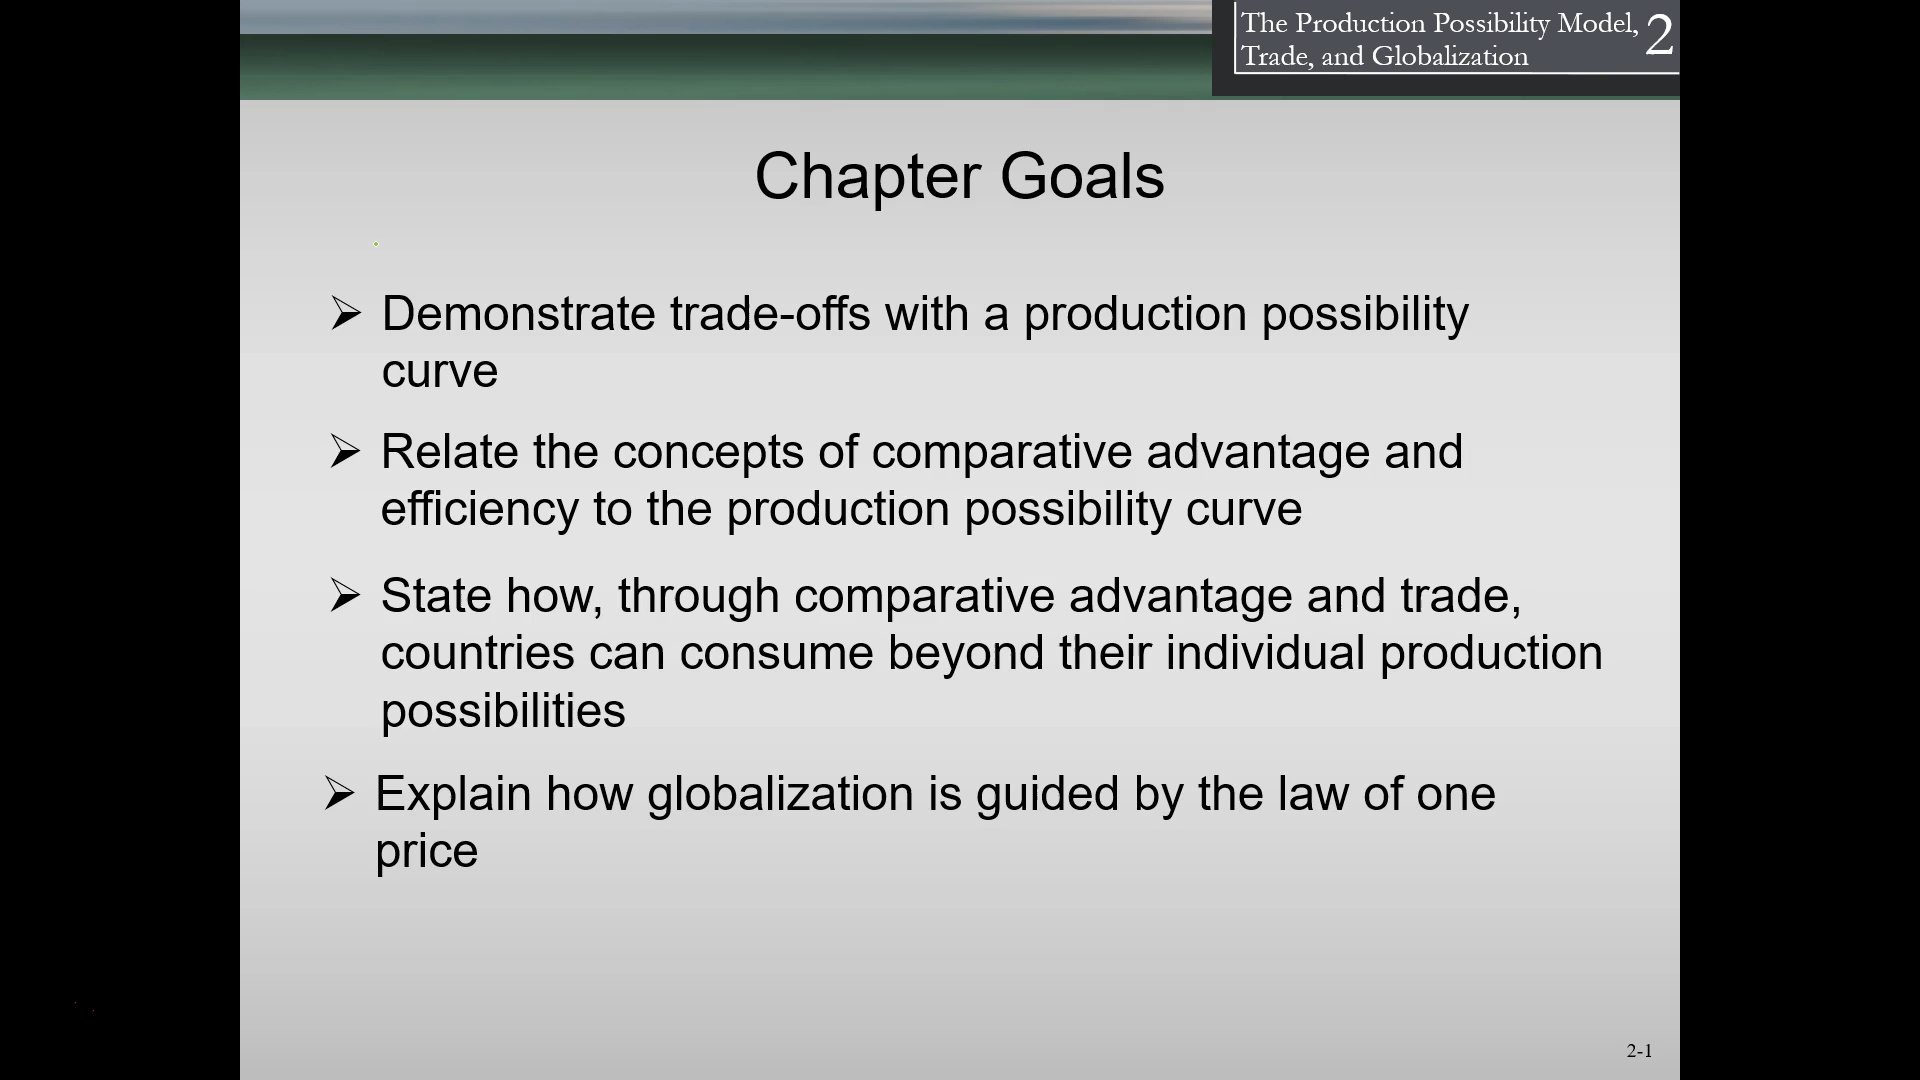 The Production Possibility Model,
Trade, and Globalization
2
Chapter Goals
Demonstrate trade-offs with a production possibility
curve
Relate the concepts of comparative advantage and
efficiency to the production possibility curve
State how, through comparative advantage and trade,
countries can consume beyond their individual production
possibilities
Explain how globalization is guided by the law of one
price
2-1